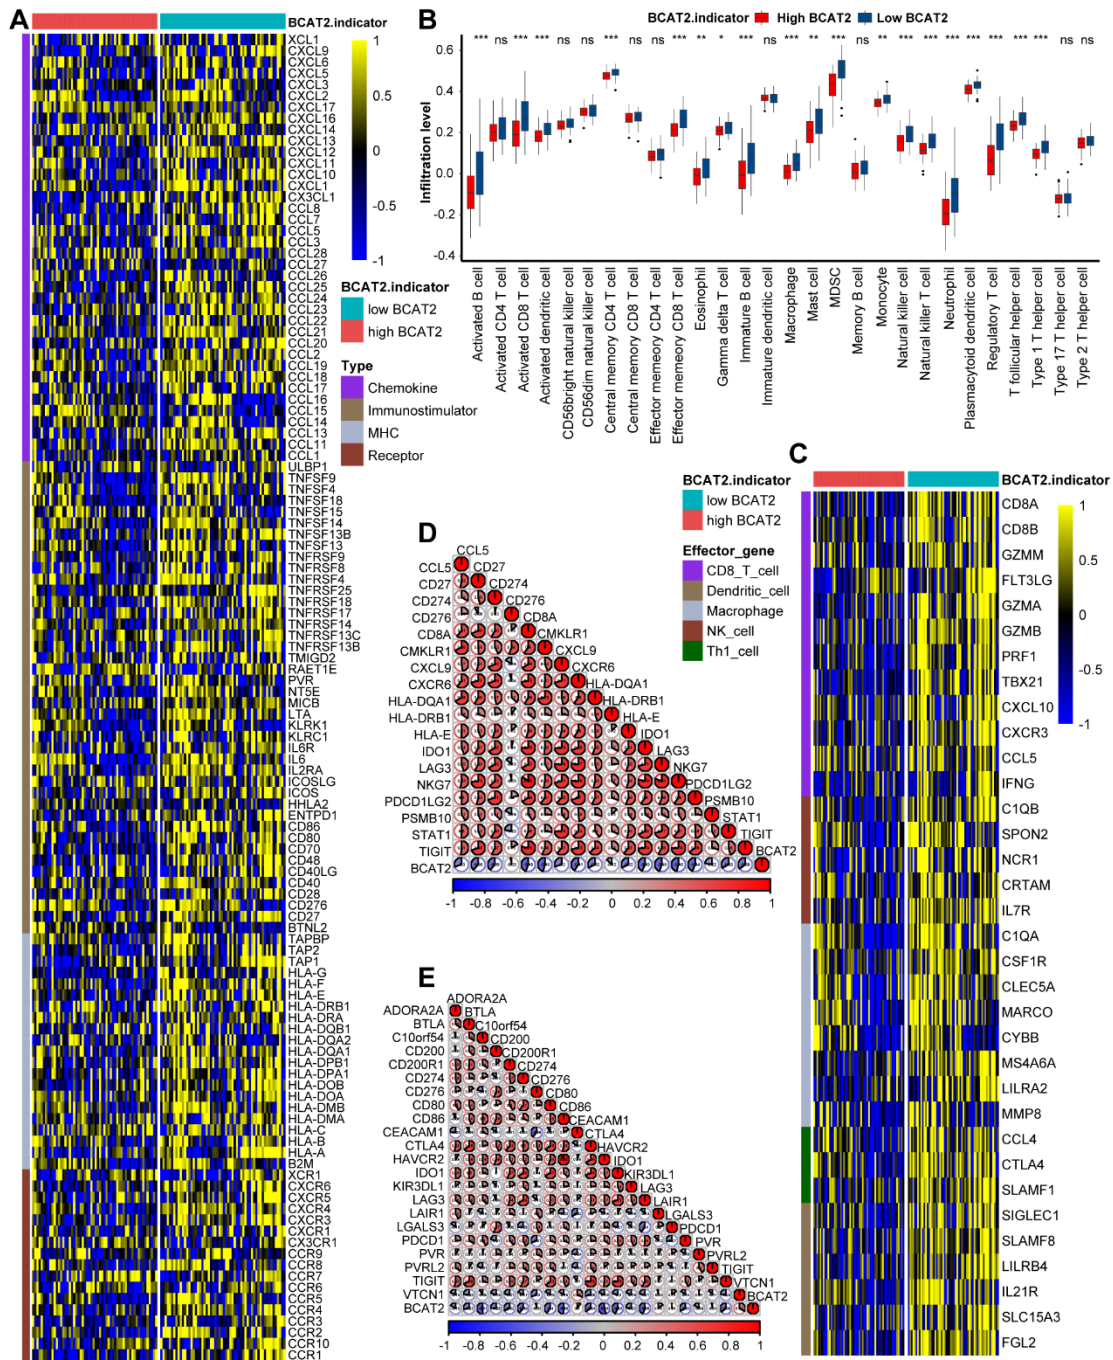 A
BCAT2.indicator
XCL1
CXCL9
CXCL6
CXCL5
CXCL3
CXCL2
CXCL17
CXCL16
CXCL14
CXCL13
CXCL12
CXCL11
CXCL10
CXCL1
CX3CL1
CCL8
CCL7
CCL5
CCL3
CCL28
CCL27
CCL26
CCL25
CCL24
CCL23
CCL22
CCL21
CCL20
CCL2
CCL19
CCL18
CCL17
CCL16
CCL15
CCL14
CCL13
CCL11
CCL1
ULBP1
TNFSF9
TNFSF4
TNFSF18
TNFSF15
TNFSF14
TNFSF13B
TNFSF13
TNFRSF9
TNFRSF8
TNFRSF4
TNFRSF25
TNFRSF18
TNFRSF17
TNFRSF14
TNFRSF13C
TNFRSF13B
TMIGD2
RAET1E
PVR
NT5E
MICB
LTA
KLRK1
KLRC1
IL6R
IL6
IL2RA
ICOSLG
ICOS
HHLA2
ENTPD1
CD86
CD80
CD70
CD48
CD40LG
CD40
CD28
CD276
CD27
BTNL2
TAPBP
TAP2
TAP1
HLA-G
HLA-F
HLA-E
HLA-DRB1
HLA-DRA
HLA-DQB1
HLA-DQA2
HLA-DQA1
HLA-DPB1
HLA-DPA1
HLA-DOB
HLA-DOA
HLA-DMB
HLA-DMA
HLA-C
HLA-B
HLA-A
B2M
XCR1
CXCR6
CXCR5
CXCR4
CXCR3
CXCR1
CX3CR1
CCR9
CCR8
CCR7
CCR6
CCR5
CCR4
CCR3
CCR2
CCR10
CCR1
1
0.5
0
-0.5
-1
BCAT2.indicator
low BCAT2
high BCAT2
Type
Chemokine
Immunostimulator
MHC
Receptor
B
BCAT2.indicator High BCAT2 Low BCAT2
*** ns *** *** ns ns *** ns ns *** ** * *** ns *** ** *** ns ** *** *** *** *** *** *** *** ns ns
Infiltration level
0.6
0.4
0.2
0.0
-0.2
-0.4
Activated B cell
Activated CD4 T cell
Activated CD8 T cell
Activated dendritic cell
CD56bright natural killer cell
CD56dim natural killer cell
Central memory CD4 T cell
Central memory CD8 T cell
Effector memeory CD4 T cell
Effector memeory CD8 T cell
Eosinophil
Gamma delta T cell
Immature B cell
Immature dendritic cell
Macrophage
Mast cell
MDSC
Memory B cell
Monocyte
Natural killer cell
Natural killer T cell
Neutrophil
Plasmacytoid dendritic cell
Regulatory T cell
T follicular helper cell
Type 1 T helper cell
Type 17 T helper cell
Type 2 T helper cell
C
BCAT2.indicator
low BCAT2
high BCAT2
Effector_gene
CD8_T_cell
Dendritic_cell
Macrophage
NK_cell
Th1_cell
BCAT2.indicator
CD8A
CD8B
GZMM
FLT3LG
GZMA
GZMB
PRF1
TBX21
CXCL10
CXCR3
CCL5
IFNG
C1QB
SPON2
NCR1
CRTAM
IL7R
C1QA
CSF1R
CLEC5A
MARCO
CYBB
MS4A6A
LILRA2
MMP8
CCL4
CTLA4
SLAMF1
SIGLEC1
SLAMF8
LILRB4
IL21R
SLC15A3
FGL2
1
0.5
0
-0.5
-1
D
CCL5
CCL5 CD27
CD27 CD274
CD274 CD276
CD276 CD8A
CD8A CMKLR1
CMKLR1 CXCL9
CXCL9 CXCR6
CXCR6 HLA-DQA1
HLA-DQA1 HLA-DRB1
HLA-DRB1 HLA-E
HLA-E IDO1
IDO1 LAG3
LAG3 NKG7
NKG7 PDCD1LG2
PDCD1LG2 PSMB10
PSMB10 STAT1
STAT1 TIGIT
TIGIT BCAT2
BCAT2
-1 -0.8 -0.6 -0.4 -0.2 0 0.2 0.4 0.6 0.8 1
E
ADORA2A
ADORA2A BTLA
BTLA C10orf54
C10orf54 CD200
CD200 CD200R1
CD200R1 CD274
CD274 CD276
CD276 CD80
CD80 CD86
CD86 CEACAM1
CEACAM1 CTLA4
CTLA4 HAVCR2
HAVCR2 IDO1
IDO1 KIR3DL1
KIR3DL1 LAG3
LAG3 LAIR1
LAIR1 LGALS3
LGALS3 PDCD1
PDCD1 PVR
PVR PVRL2
PVRL2 TIGIT
TIGIT VTCN1
VTCN1 BCAT2
BCAT2
-1 -0.8 -0.6 -0.4 -0.2 0 0.2 0.4 0.6 0.8 1